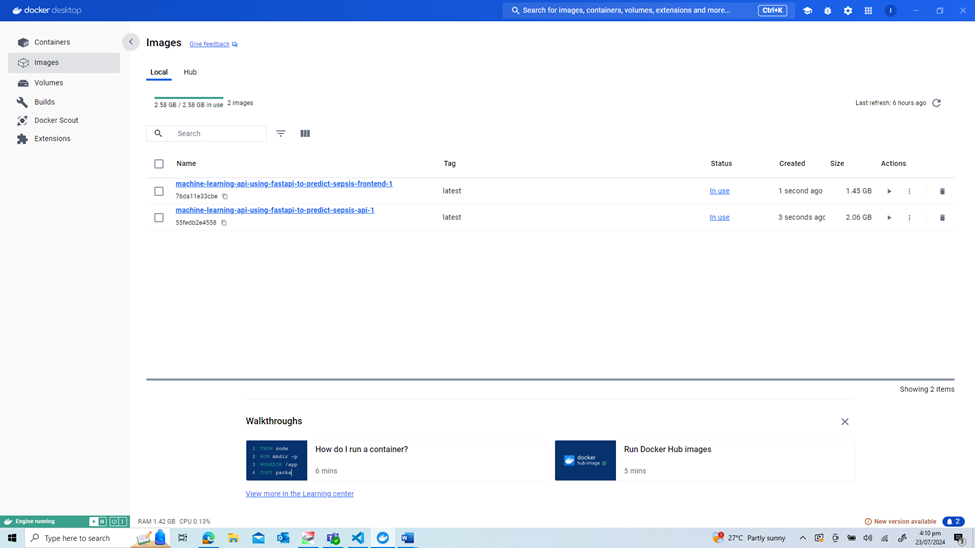 docker desktop
Search for images, containers, volumes, extensions and more...
Ctrl+K
I
Containers
Images
Volumes
Builds
Docker Scout
Extensions
Images
Give feedback
Local
Hub
2.58 GB / 2.58 GB in use
2 images
Last refresh: 6 hours ago
Search
Name
Tag
Status
Created
Size
Actions
machine-learning-api-using-fastapi-to-predict-sepsis-frontend-1
76da11e33cbe
latest
In use
1 second ago
1.45 GB
machine-learning-api-using-fastapi-to-predict-sepsis-api-1
55fedb2e4558
latest
In use
3 seconds ago
2.06 GB
Showing 2 items
Walkthroughs
1 FROM node
2 RUN mkdir -p
3 WORKDIR /app
4 COPY packa
How do I run a container?
6 mins
docker
hub-image
Run Docker Hub images
5 mins
View more in the Learning center
Engine running
RAM 1.42 GB CPU 0.13%
New version available
2
Type here to search
27°C Partly sunny
4:10 pm
23/07/2024
3